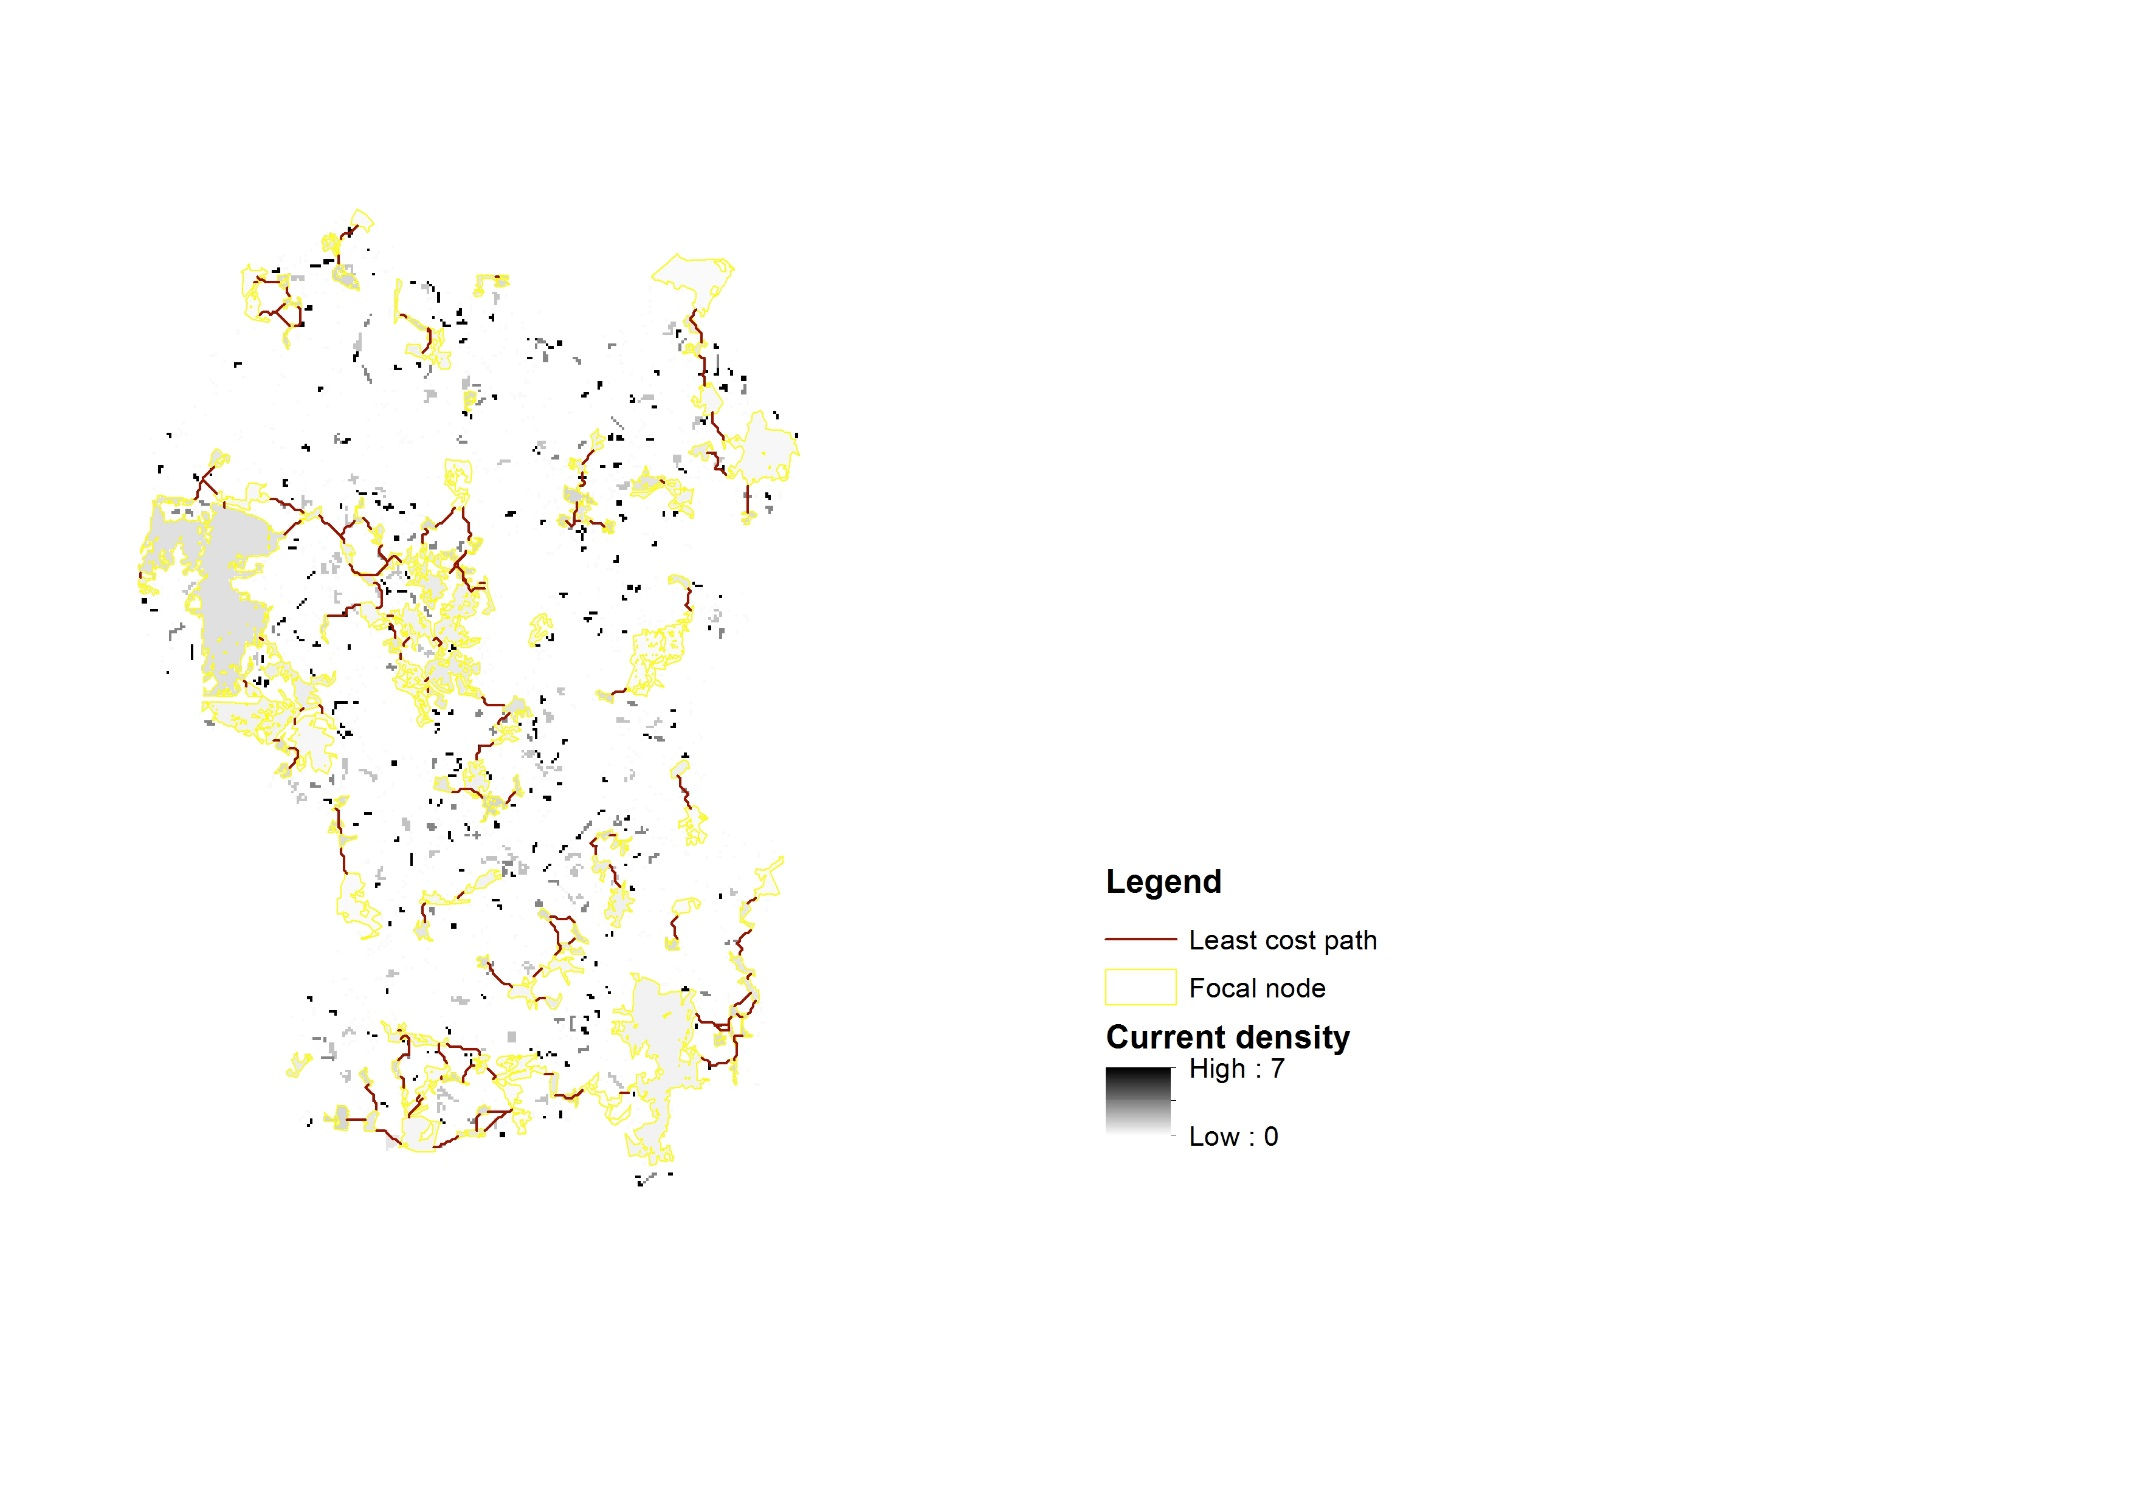 Legend
Least cost path
Focal node
Current density
High : 7
Low : 0